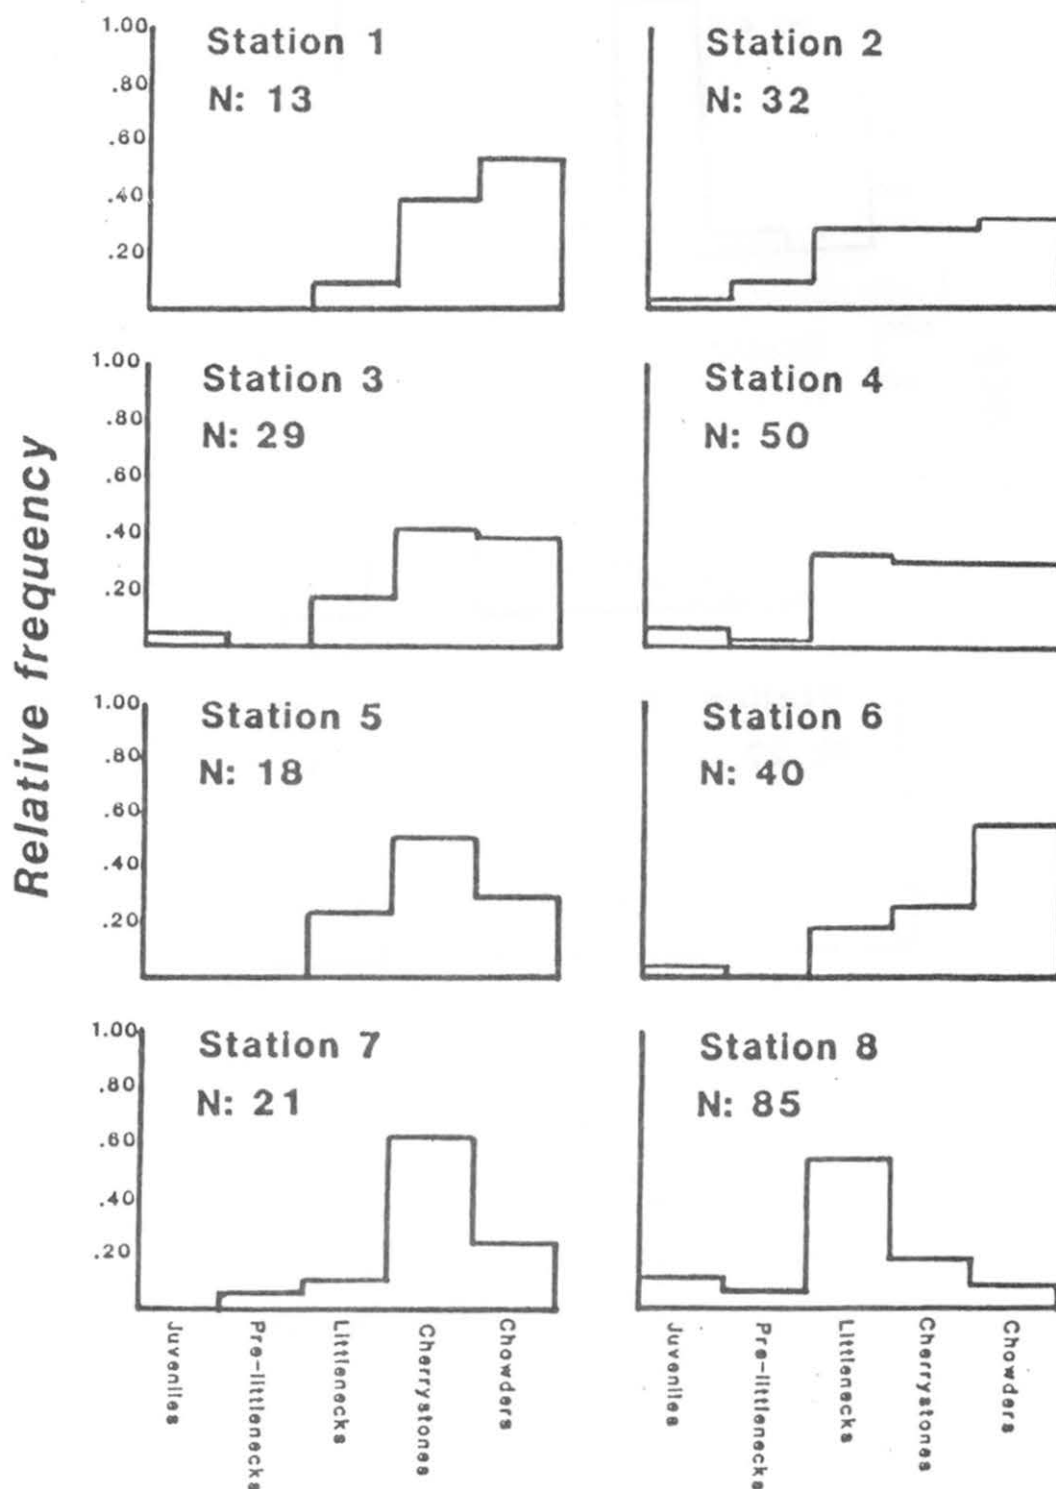 Relative frequency
Station 1
N: 13
1.00
.80
.60
.40
.20
Station 2
N: 32
Station 3
N: 29
1.00
.80
.60
.40
.20
Station 4
N: 50
Station 5
N: 18
1.00
.80
.60
.40
.20
Station 6
N: 40
Station 7
N: 21
1.00
.80
.60
.40
.20
Station 8
N: 85
Juveniles
Pre-littlenecks
Littlenecks
Cherrystones
Chowders
Juveniles
Pre-littlenecks
Littlenecks
Cherrystones
Chowders